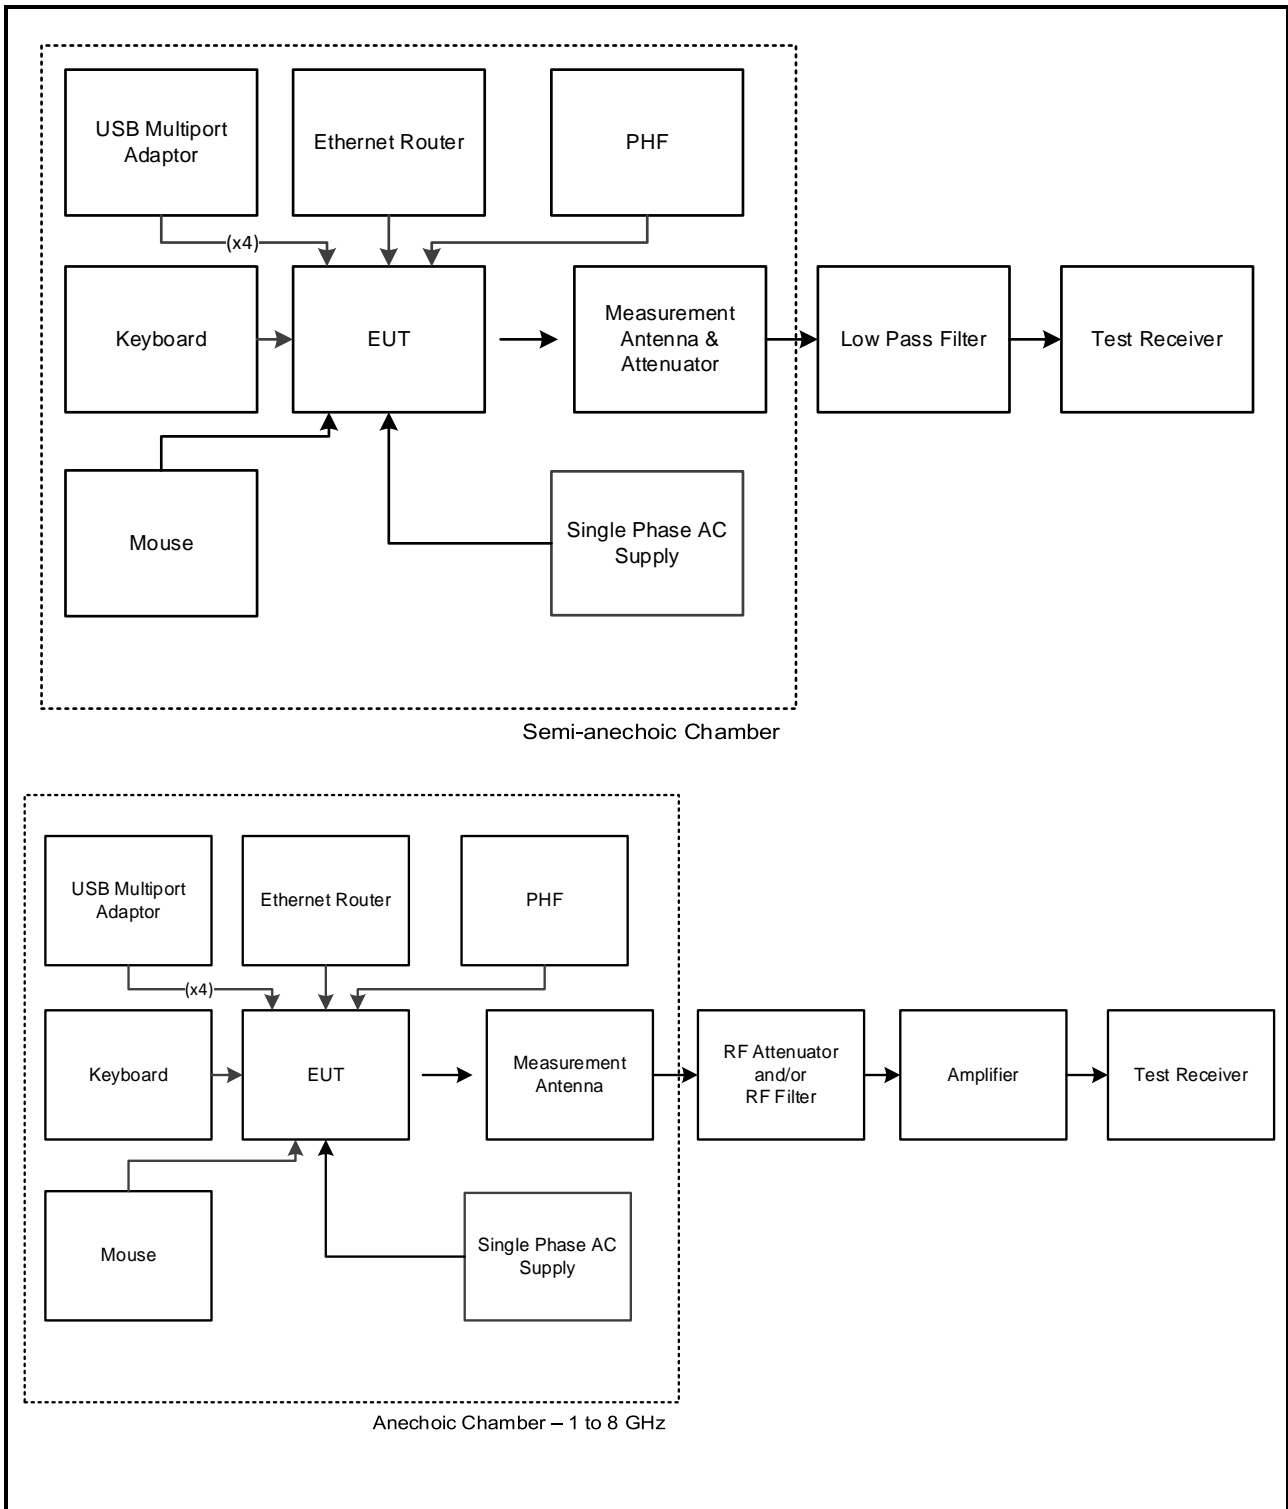 USB Multiport
Adaptor
Ethernet Router
PHF
(x4)
Keyboard
EUT
Measurement
Antenna &
Attenuator
Low Pass Filter
Test Receiver
Mouse
Single Phase AC
Supply
Semi-anechoic Chamber
USB Multiport
Adaptor
Ethernet Router
PHF
(x4)
Keyboard
EUT
Measurement
Antenna
RF Attenuator
and/or
RF Filter
Amplifier
Test Receiver
Mouse
Single Phase AC
Supply
Anechoic Chamber – 1 to 8 GHz